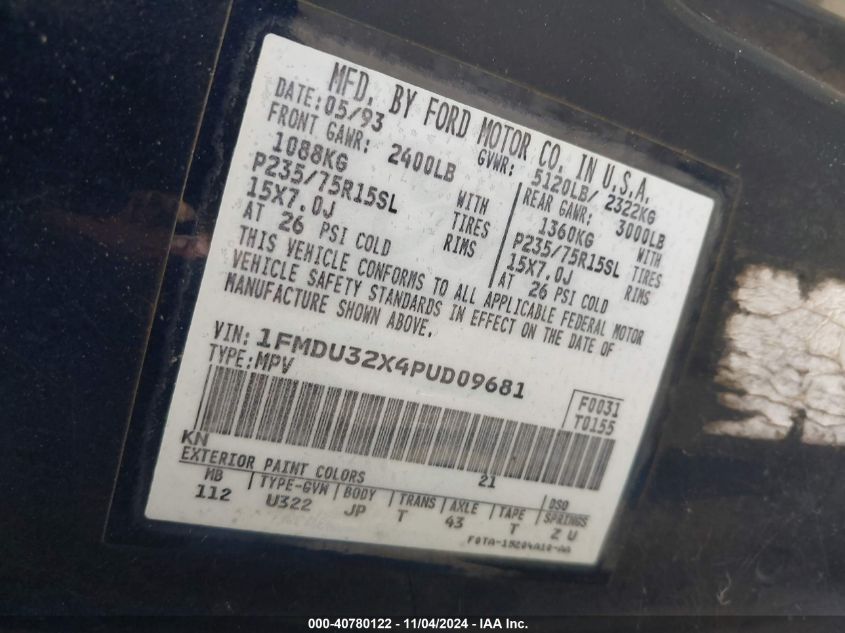 MFD. BY FORD MOTOR CO. IN U.S.A.
DATE: 05/93 GVWR: 5120LB/ 2322KG
FRONT GAWR: 2400LB REAR GAWR: 3000LB
1088KG WITH 1360KG WITH
P235/75R15SL TIRES P235/75R15SL TIRES
15X7.0J RIMS 15X7.0J RIMS
AT 26 PSI COLD AT 26 PSI COLD
THIS VEHICLE CONFORMS TO ALL APPLICABLE FEDERAL MOTOR
VEHICLE SAFETY STANDARDS IN EFFECT ON THE DATE OF
MANUFACTURE SHOWN ABOVE.
VIN: 1FMDU32X4PUD09681
TYPE: MPV
F0031
T0155
KN 21
EXTERIOR PAINT COLORS DSO
MB TYPE-GVW BODY TRANS AXLE TAPE SPRINGS
112 U322 JP T 43 T Z U
F0TA-15204A10-AA
000-40780122 - 11/04/2024 - IAA Inc.